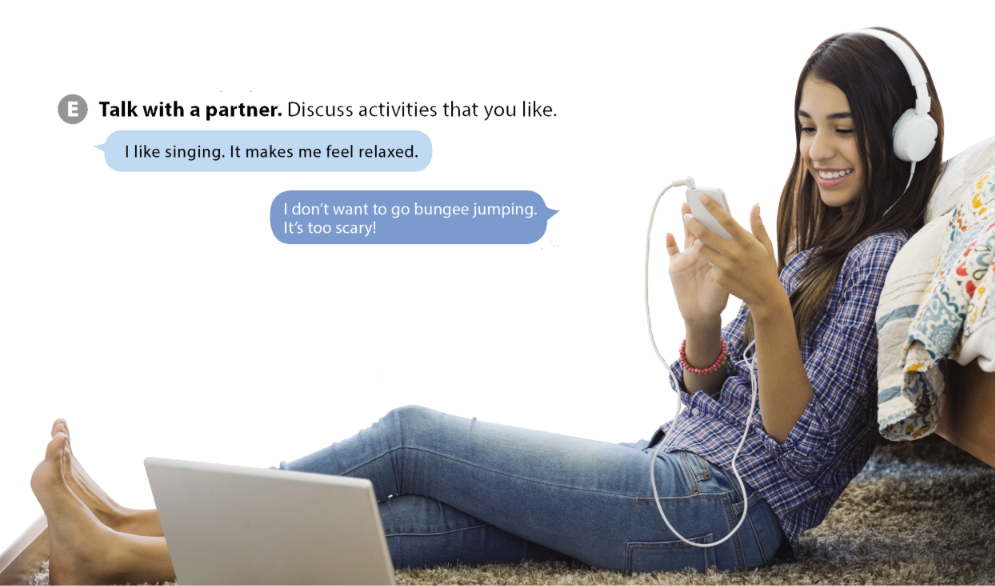 E Talk with a partner. Discuss activities that you like.
I like singing. It makes me feel relaxed.
I don't want to go bungee jumping.
It's too scary!